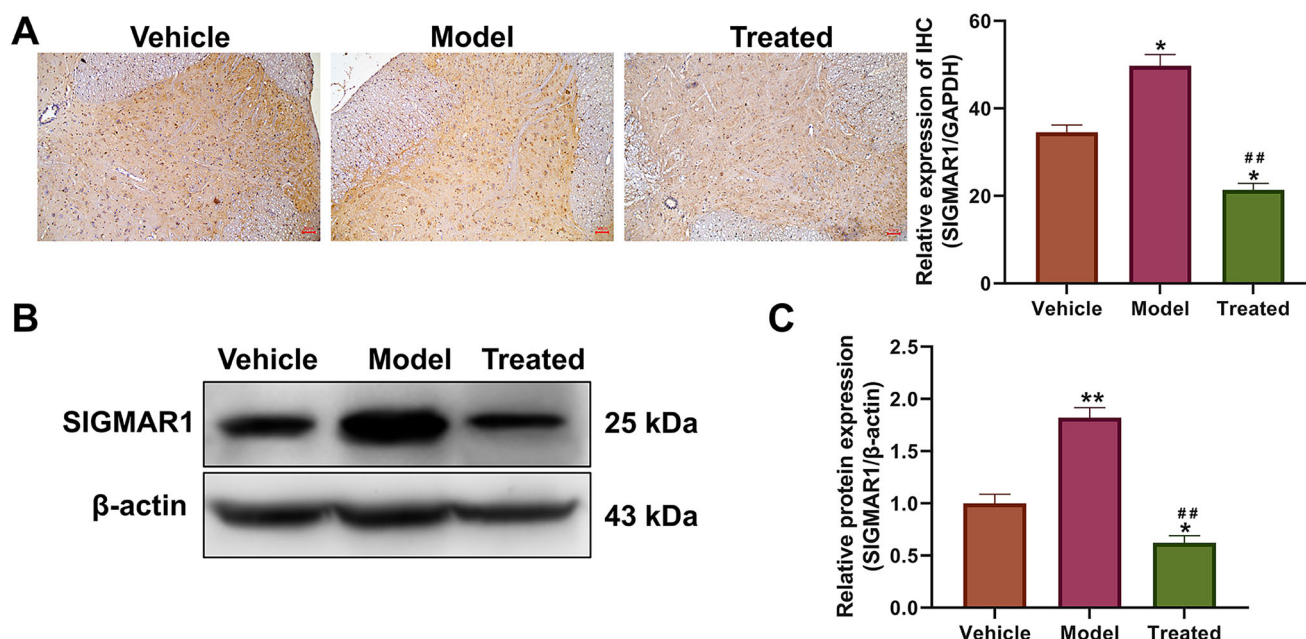 A
Vehicle
Model
Treated
Relative expression of IHC
(SIGMAR1/GAPDH)
60
40
20
0
*
##
*
Vehicle
Model
Treated
B
Vehicle
Model
Treated
SIGMAR1
25 kDa
β-actin
43 kDa
C
Relative protein expression
(SIGMAR1/β-actin)
2.5
2.0
1.5
1.0
0.5
0.0
**
##
*
Vehicle
Model
Treated